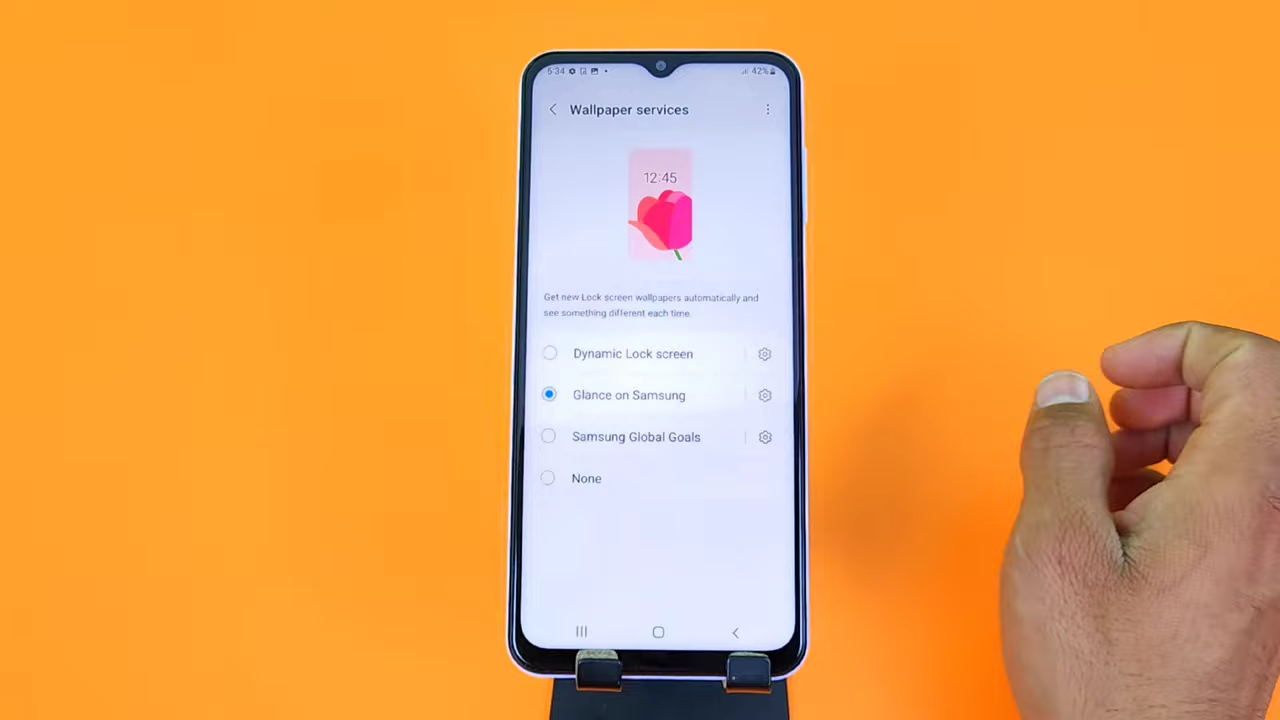 5:34 42%
Wallpaper services
12:45
Get new Lock screen wallpapers automatically and
see something different each time.
Dynamic Lock screen
Glance on Samsung
Samsung Global Goals
None